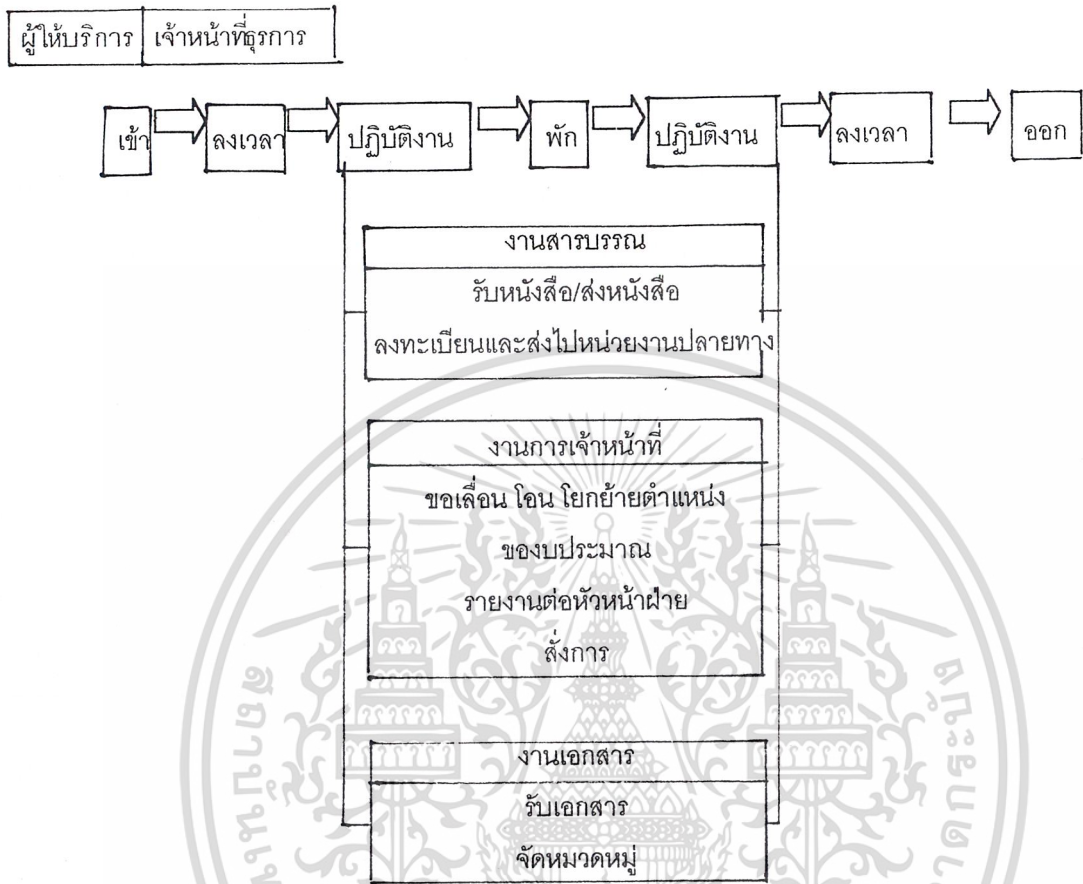 ผู้ให้บริการ เจ้าหน้าที่ธุรการ
เข้า ลงเวลา ปฏิบัติงาน พัก ปฏิบัติงาน ลงเวลา ออก
งานสารบรรณ
รับหนังสือ/ส่งหนังสือ
ลงทะเบียนและส่งไปหน่วยงานปลายทาง
งานการเจ้าหน้าที่
ขอเลื่อน โอน โยกย้ายตำแหน่ง
ของบประมาณ
รายงานต่อหัวหน้าฝ่าย
สั่งการ
งานเอกสาร
รับเอกสาร
จัดหมวดหมู่